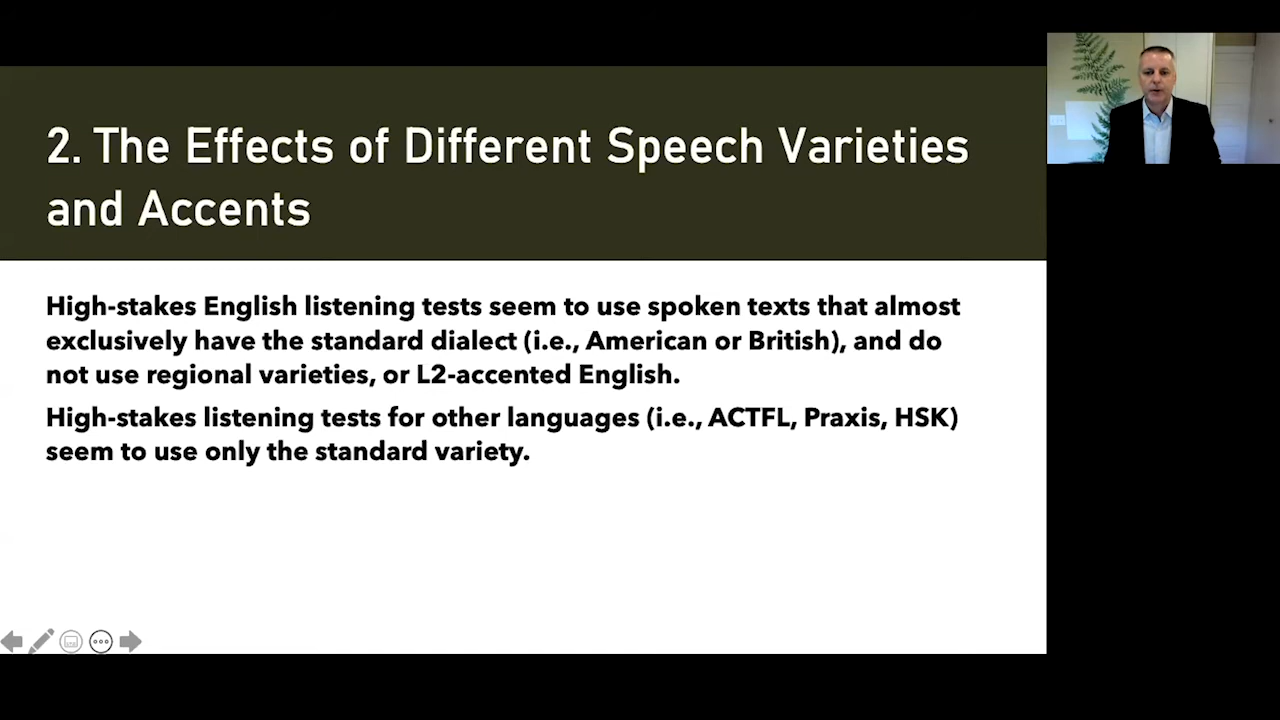 2. The Effects of Different Speech Varieties
and Accents
High-stakes English listening tests seem to use spoken texts that almost
exclusively have the standard dialect (i.e., American or British), and do
not use regional varieties, or L2-accented English.
High-stakes listening tests for other languages (i.e., ACTFL, Praxis, HSK)
seem to use only the standard variety.